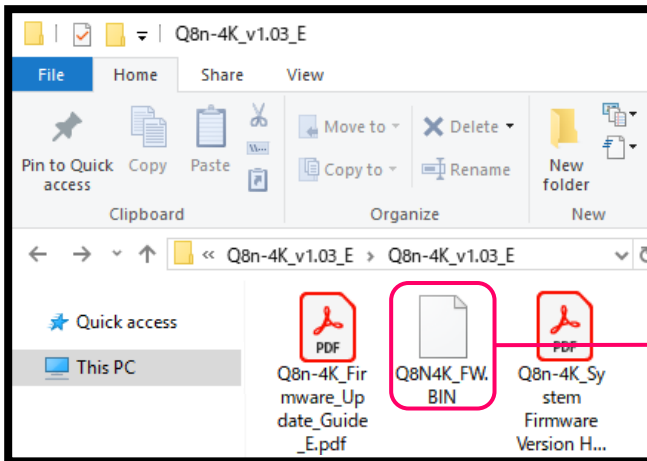 Q8n-4K_v1.03_E
File Home Share View
Pin to Quick access
Copy
Paste
Move to
Copy to
Delete
Rename
New folder
Clipboard Organize New
« Q8n-4K_v1.03_E > Q8n-4K_v1.03_E
Quick access
This PC
PDF
Q8n-4K_Fir
mware_Up
date_Guide
_E.pdf
Q8N4K_FW.
BIN
PDF
Q8n-4K_Sy
stem
Firmware
Version H...